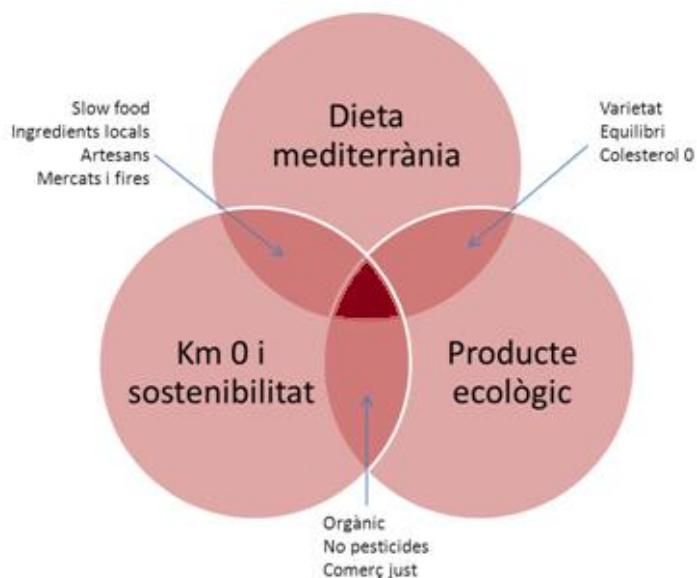 Slow food
Ingredients locals
Artesans
Mercats i fires
Dieta
mediterrània
Varietat
Equilibri
Colesterol 0
Km 0 i
sostenibilitat
Producte
ecològic
Orgànic
No pesticides
Comerç just